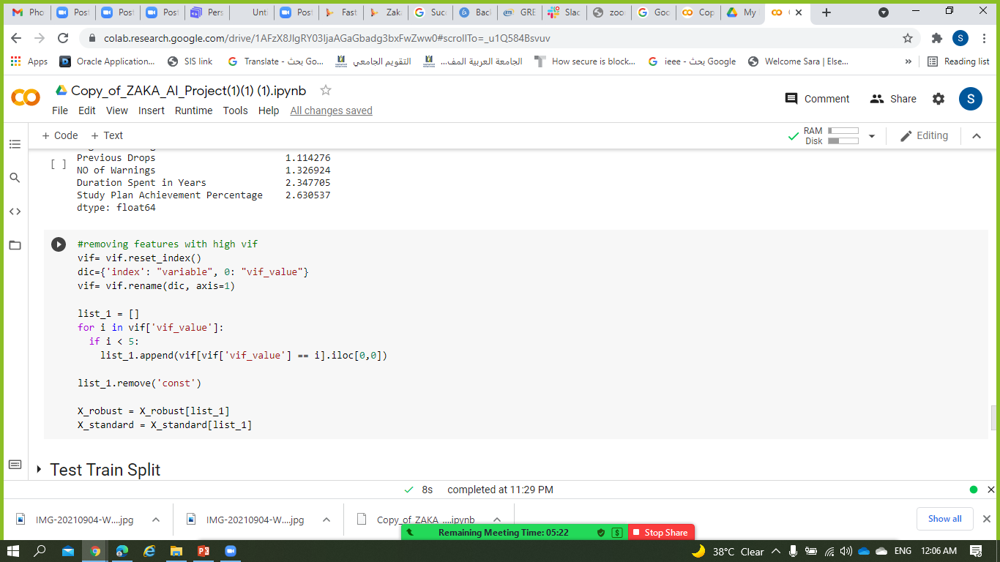 Pho
Post
Post
Post
Pers
Unti
Post
Fast
Zaka
Suc
Bacl
GRE
Slac
zoo
Goo
Cop
My
colab.research.google.com/drive/1AFzX8JlgRY03IjaAGaGbadg3bxFwZww0#scrollTo=_u1Q584Bsvuv
S
Apps
Oracle Application...
SIS link
Translate - بحث Go...
التقويم الجامعي
الجامعة العربية المف...
How secure is block...
ieee - بحث Google
Welcome Sara | Else...
»
Reading list
Copy_of_ZAKA_AI_Project(1)(1) (1).ipynb
File Edit View Insert Runtime Tools Help All changes saved
Comment
Share
S
+ Code + Text
RAM
Disk
Editing
[ ]
Previous Drops 1.114276
NO of Warnings 1.326924
Duration Spent in Years 2.347705
Study Plan Achievement Percentage 2.630537
dtype: float64
#removing features with high vif
vif= vif.reset_index()
dic={'index': "variable", 0: "vif_value"}
vif= vif.rename(dic, axis=1)
list_1 = []
for i in vif['vif_value']:
if i < 5:
list_1.append(vif[vif['vif_value'] == i].iloc[0,0])
list_1.remove('const')
X_robust = X_robust[list_1]
X_standard = X_standard[list_1]
Test Train Split
8s completed at 11:29 PM
IMG-20210904-W....jpg
IMG-20210904-W....jpg
Copy_of_ZAKA_....ipynb
Show all
Remaining Meeting Time: 05:22
Stop Share
38°C Clear
ENG
12:06 AM